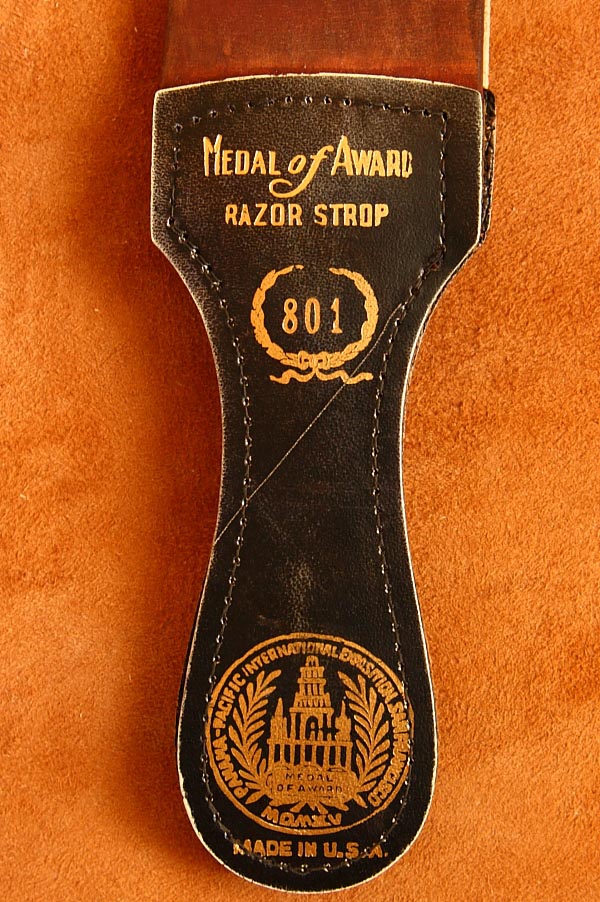 MEDAL of AWARD
RAZOR STROP
801
PANAMA-PACIFIC INTERNATIONAL EXPOSITION SAN FRANCISCO
MEDAL
OF AWARD
MCMXV
MADE IN U.S.A.